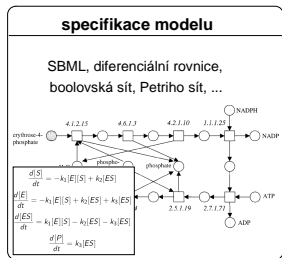 specifikace modelu
SBML, diferenciální rovnice,
boolovská sít, Petriho sít, ...
NADPH
4.1.2.15 4.6.1.3 4.2.1.10 1.1.1.25
erythrose-4-
phosphate
NADP
phosphate
d[S]/dt = −k₁[E][S] + k₂[ES]
d[E]/dt = −k₁[E][S] + k₂[ES] + k₃[ES]
d[ES]/dt = k₁[E][S] − k₂[ES] − k₃[ES]
d[P]/dt = k₃[ES]
ATP
2.5.1.19 2.7.1.71
ADP